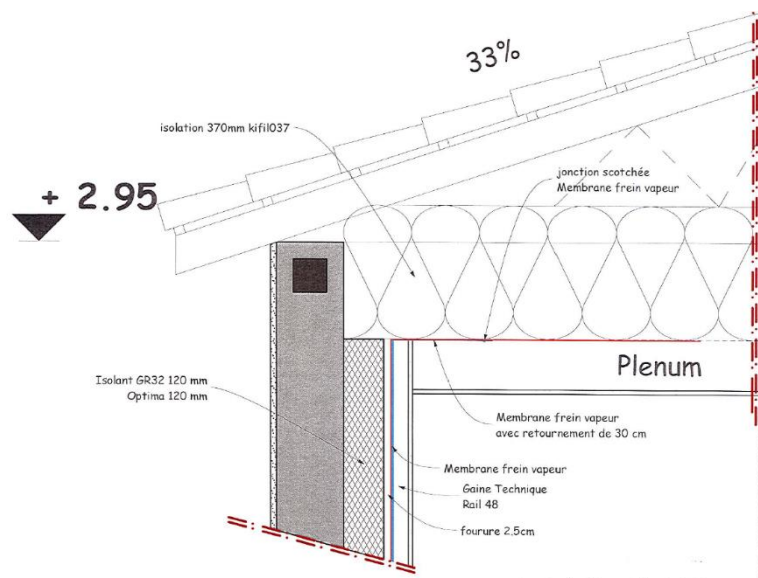 33%
isolation 370mm kifil037
jonction scotchée
Membrane frein vapeur
+ 2.95
Plenum
Isolant GR32 120 mm
Optima 120 mm
Membrane frein vapeur
avec retournement de 30 cm
Membrane frein vapeur
Gaine Technique
Rail 48
fourure 2,5cm